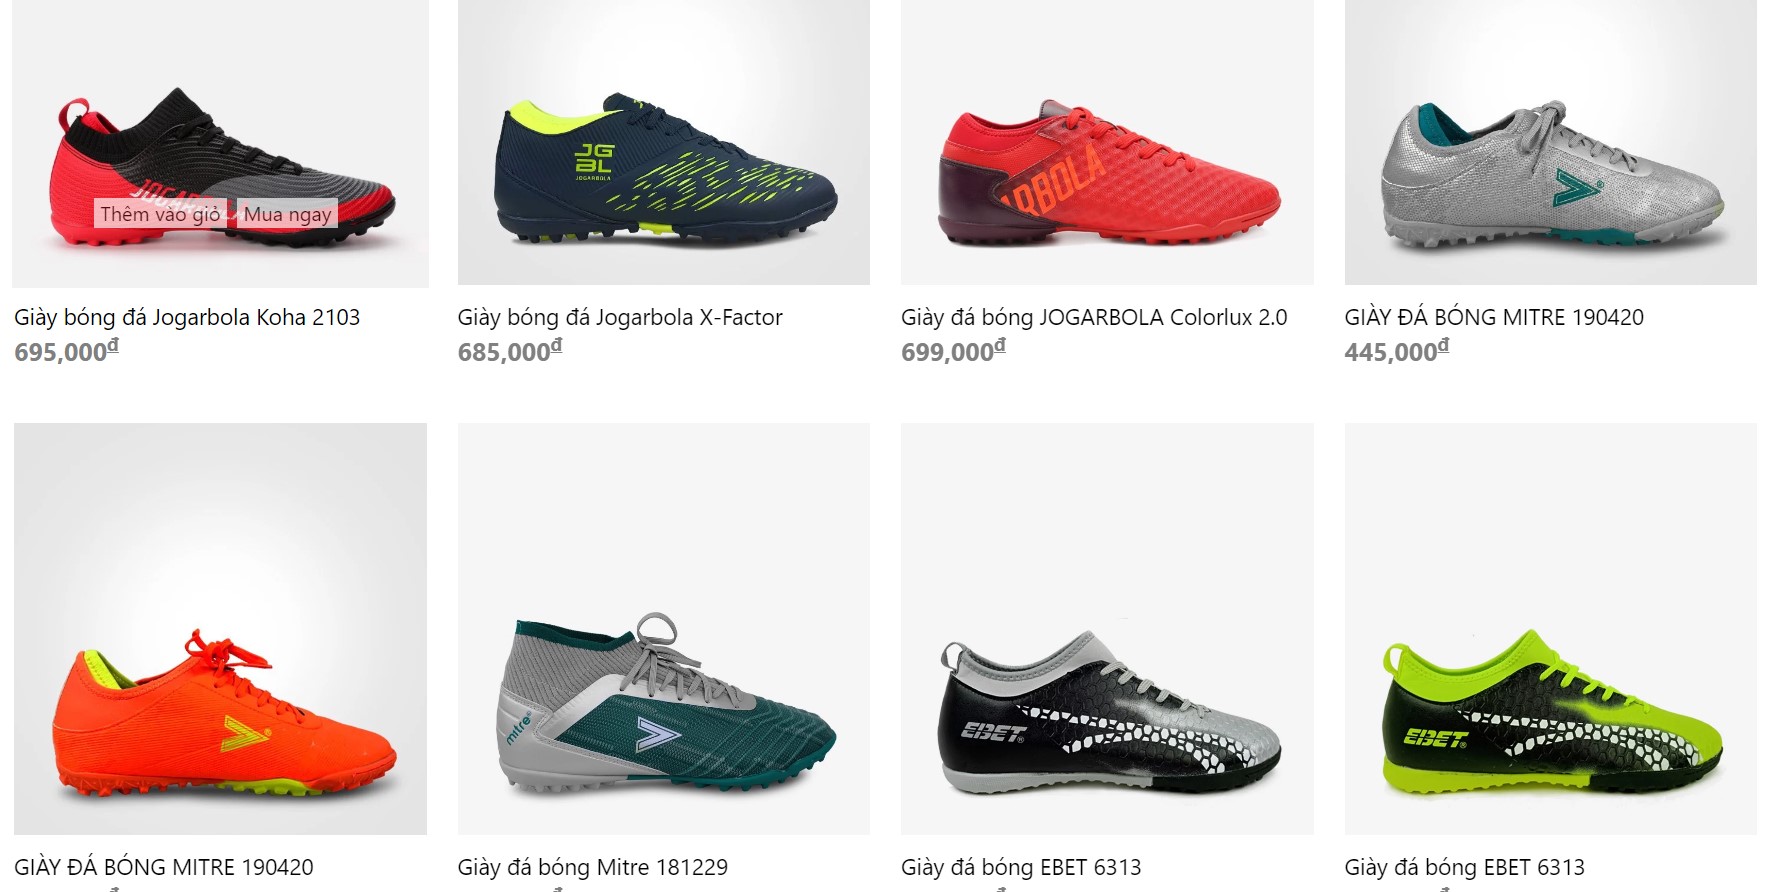 JOGARBOLA
Thêm vào giỏ Mua ngay
JG
BL
JOGARBOLA
RBOLA
Giày bóng đá Jogarbola Koha 2103
695,000đ
Giày bóng đá Jogarbola X-Factor
685,000đ
Giày đá bóng JOGARBOLA Colorlux 2.0
699,000đ
GIÀY ĐÁ BÓNG MITRE 190420
445,000đ
mitre
EBET®
EBET®
GIÀY ĐÁ BÓNG MITRE 190420
Giày đá bóng Mitre 181229
Giày đá bóng EBET 6313
Giày đá bóng EBET 6313